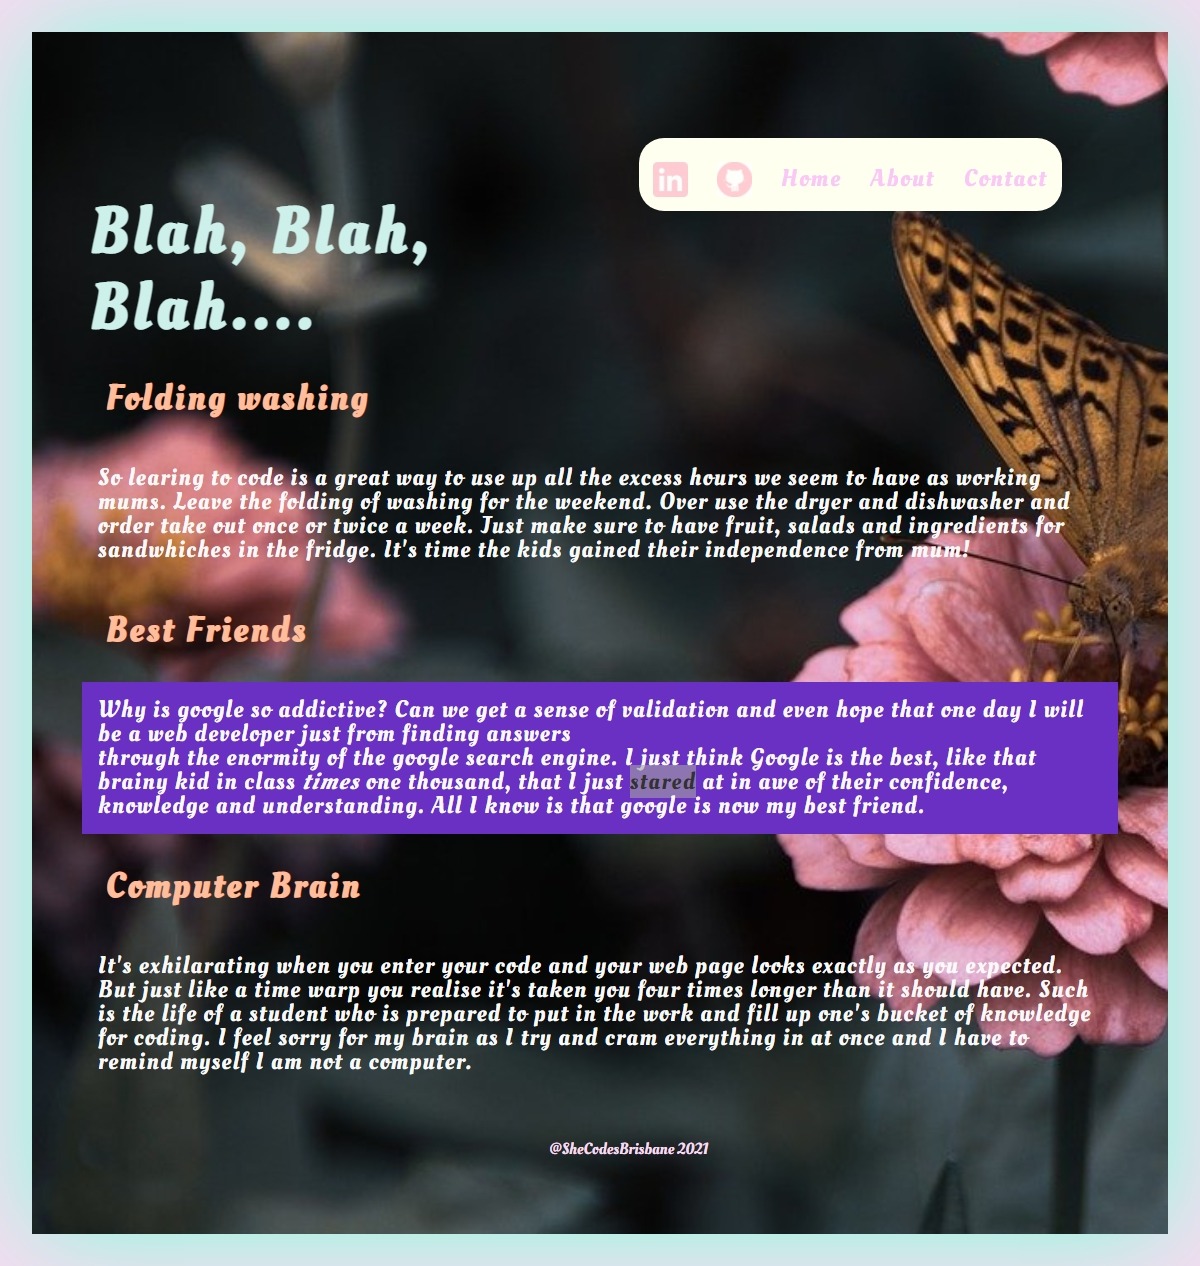 in Home About Contact
Blah, Blah,
Blah....
Folding washing
So learing to code is a great way to use up all the excess hours we seem to have as working
mums. Leave the folding of washing for the weekend. Over use the dryer and dishwasher and
order take out once or twice a week. Just make sure to have fruit, salads and ingredients for
sandwhiches in the fridge. It's time the kids gained their independence from mum!
Best Friends
Why is google so addictive? Can we get a sense of validation and even hope that one day I will
be a web developer just from finding answers
through the enormity of the google search engine. I just think Google is the best, like that
brainy kid in class times one thousand, that I just stared at in awe of their confidence,
knowledge and understanding. All I know is that google is now my best friend.
Computer Brain
It's exhilarating when you enter your code and your web page looks exactly as you expected.
But just like a time warp you realise it's taken you four times longer than it should have. Such
is the life of a student who is prepared to put in the work and fill up one's bucket of knowledge
for coding. I feel sorry for my brain as I try and cram everything in at once and I have to
remind myself I am not a computer.
@SheCodesBrisbane 2021